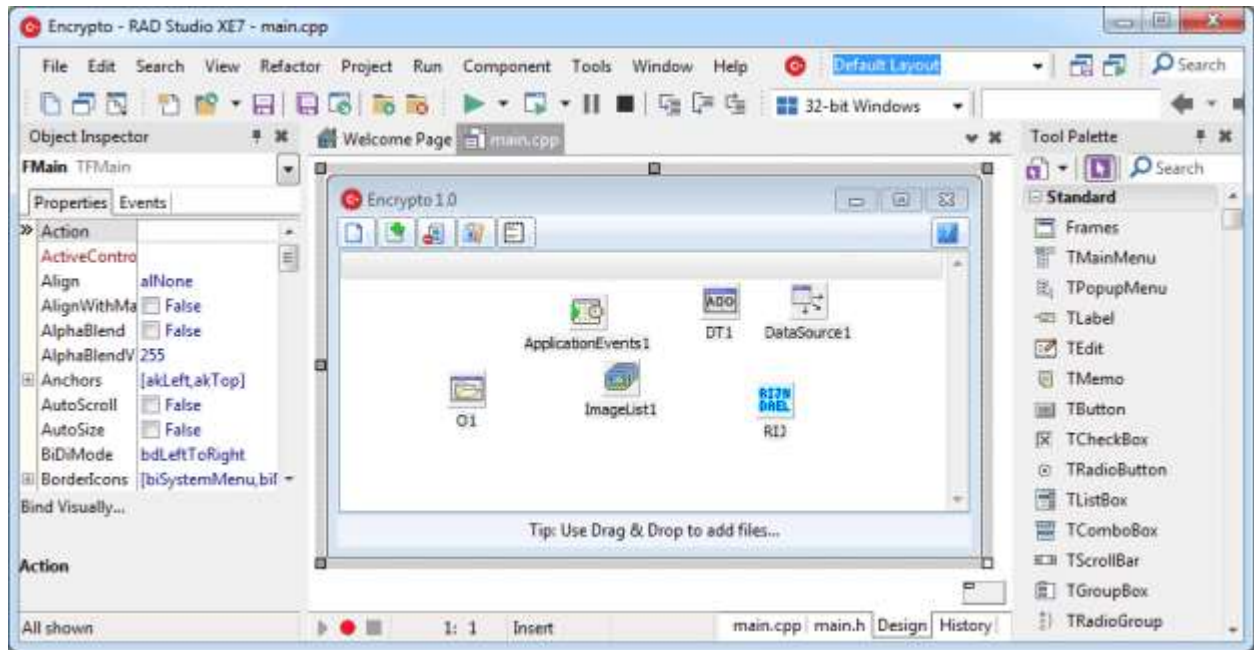 Encrypto - RAD Studio XE7 - main.cpp
File Edit Search View Refactor Project Run Component Tools Window Help Default Layout Search
32-bit Windows
Object Inspector
Welcome Page main.cpp
Tool Palette
FMain TFMain
Search
Properties Events
Encrypto 1.0
Standard
Action
Frames
ActiveContro
TMainMenu
Align alNone
TPopupMenu
AlignWithMa False
ADO
TLabel
AlphaBlend False
DT1 DataSource1
TEdit
AlphaBlendV 255
ApplicationEvents1
TMemo
Anchors [akLeft,akTop]
TButton
AutoScroll False
RIJN
DAEL
TCheckBox
AutoSize False
O1 ImageList1 RIJ
TRadioButton
BiDiMode bdLeftToRight
TListBox
BorderIcons [biSystemMenu,biM
Bind Visually...
Tip: Use Drag & Drop to add files...
TComboBox
TScrollBar
Action
TGroupBox
All shown
1: 1 Insert
main.cpp main.h Design History
TRadioGroup